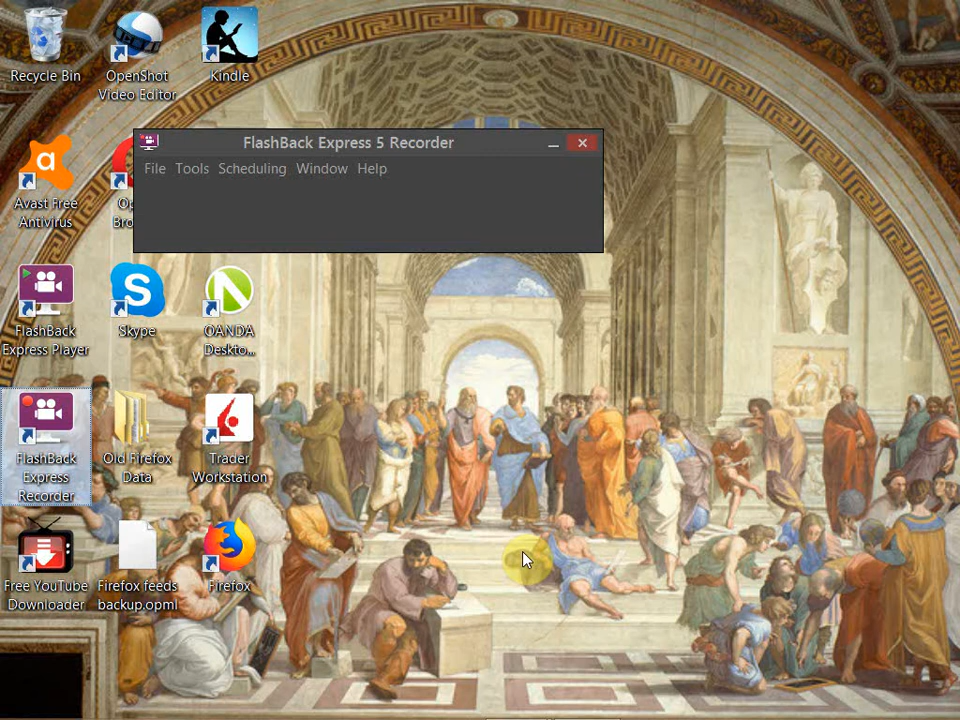 Recycle Bin
OpenShot
Video Editor
Kindle
FlashBack Express 5 Recorder
File Tools Scheduling Window Help
Avast Free
Antivirus
FlashBack
Express Player
Skype
OANDA
Deskto...
FlashBack
Express
Recorder
Old Firefox
Data
Trader
Workstation
Free YouTube
Downloader
Firefox feeds
backup.opml
Firefox